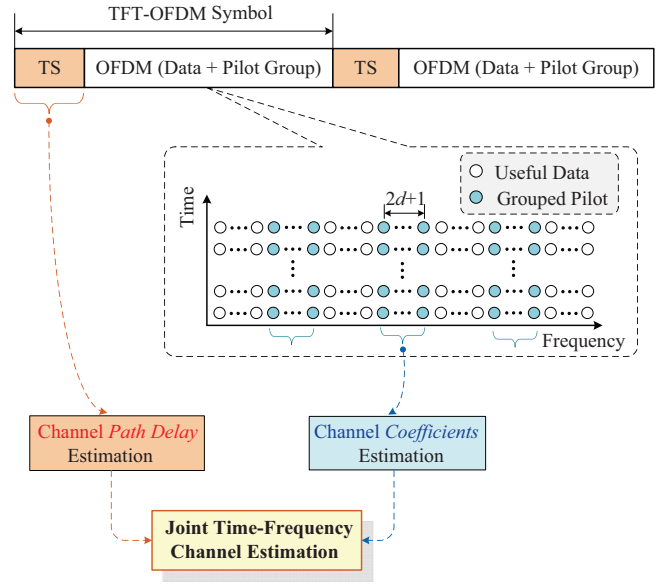 TFT-OFDM Symbol
TS
OFDM (Data + Pilot Group)
TS
OFDM (Data + Pilot Group)
Useful Data
Grouped Pilot
2d+1
Time
Frequency
Channel Path Delay
Estimation
Channel Coefficients
Estimation
Joint Time-Frequency
Channel Estimation